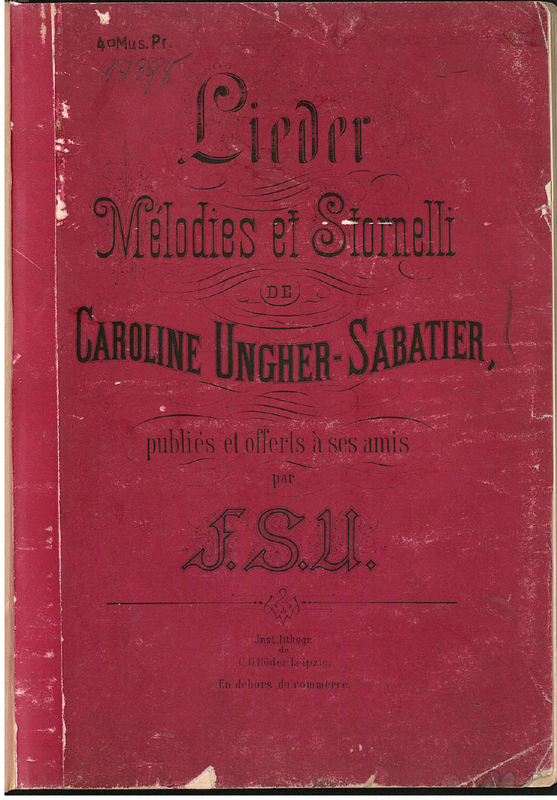 4° Mus. Pr.
17398
Lieder
Mélodies et Stornelli
DE
CAROLINE UNGHER-SABATIER,
publiés et offerts à ses amis
par
F. S. U.
Inst. lithogr.
de
C. G. Röder Leipzig.
En dehors du commerce.